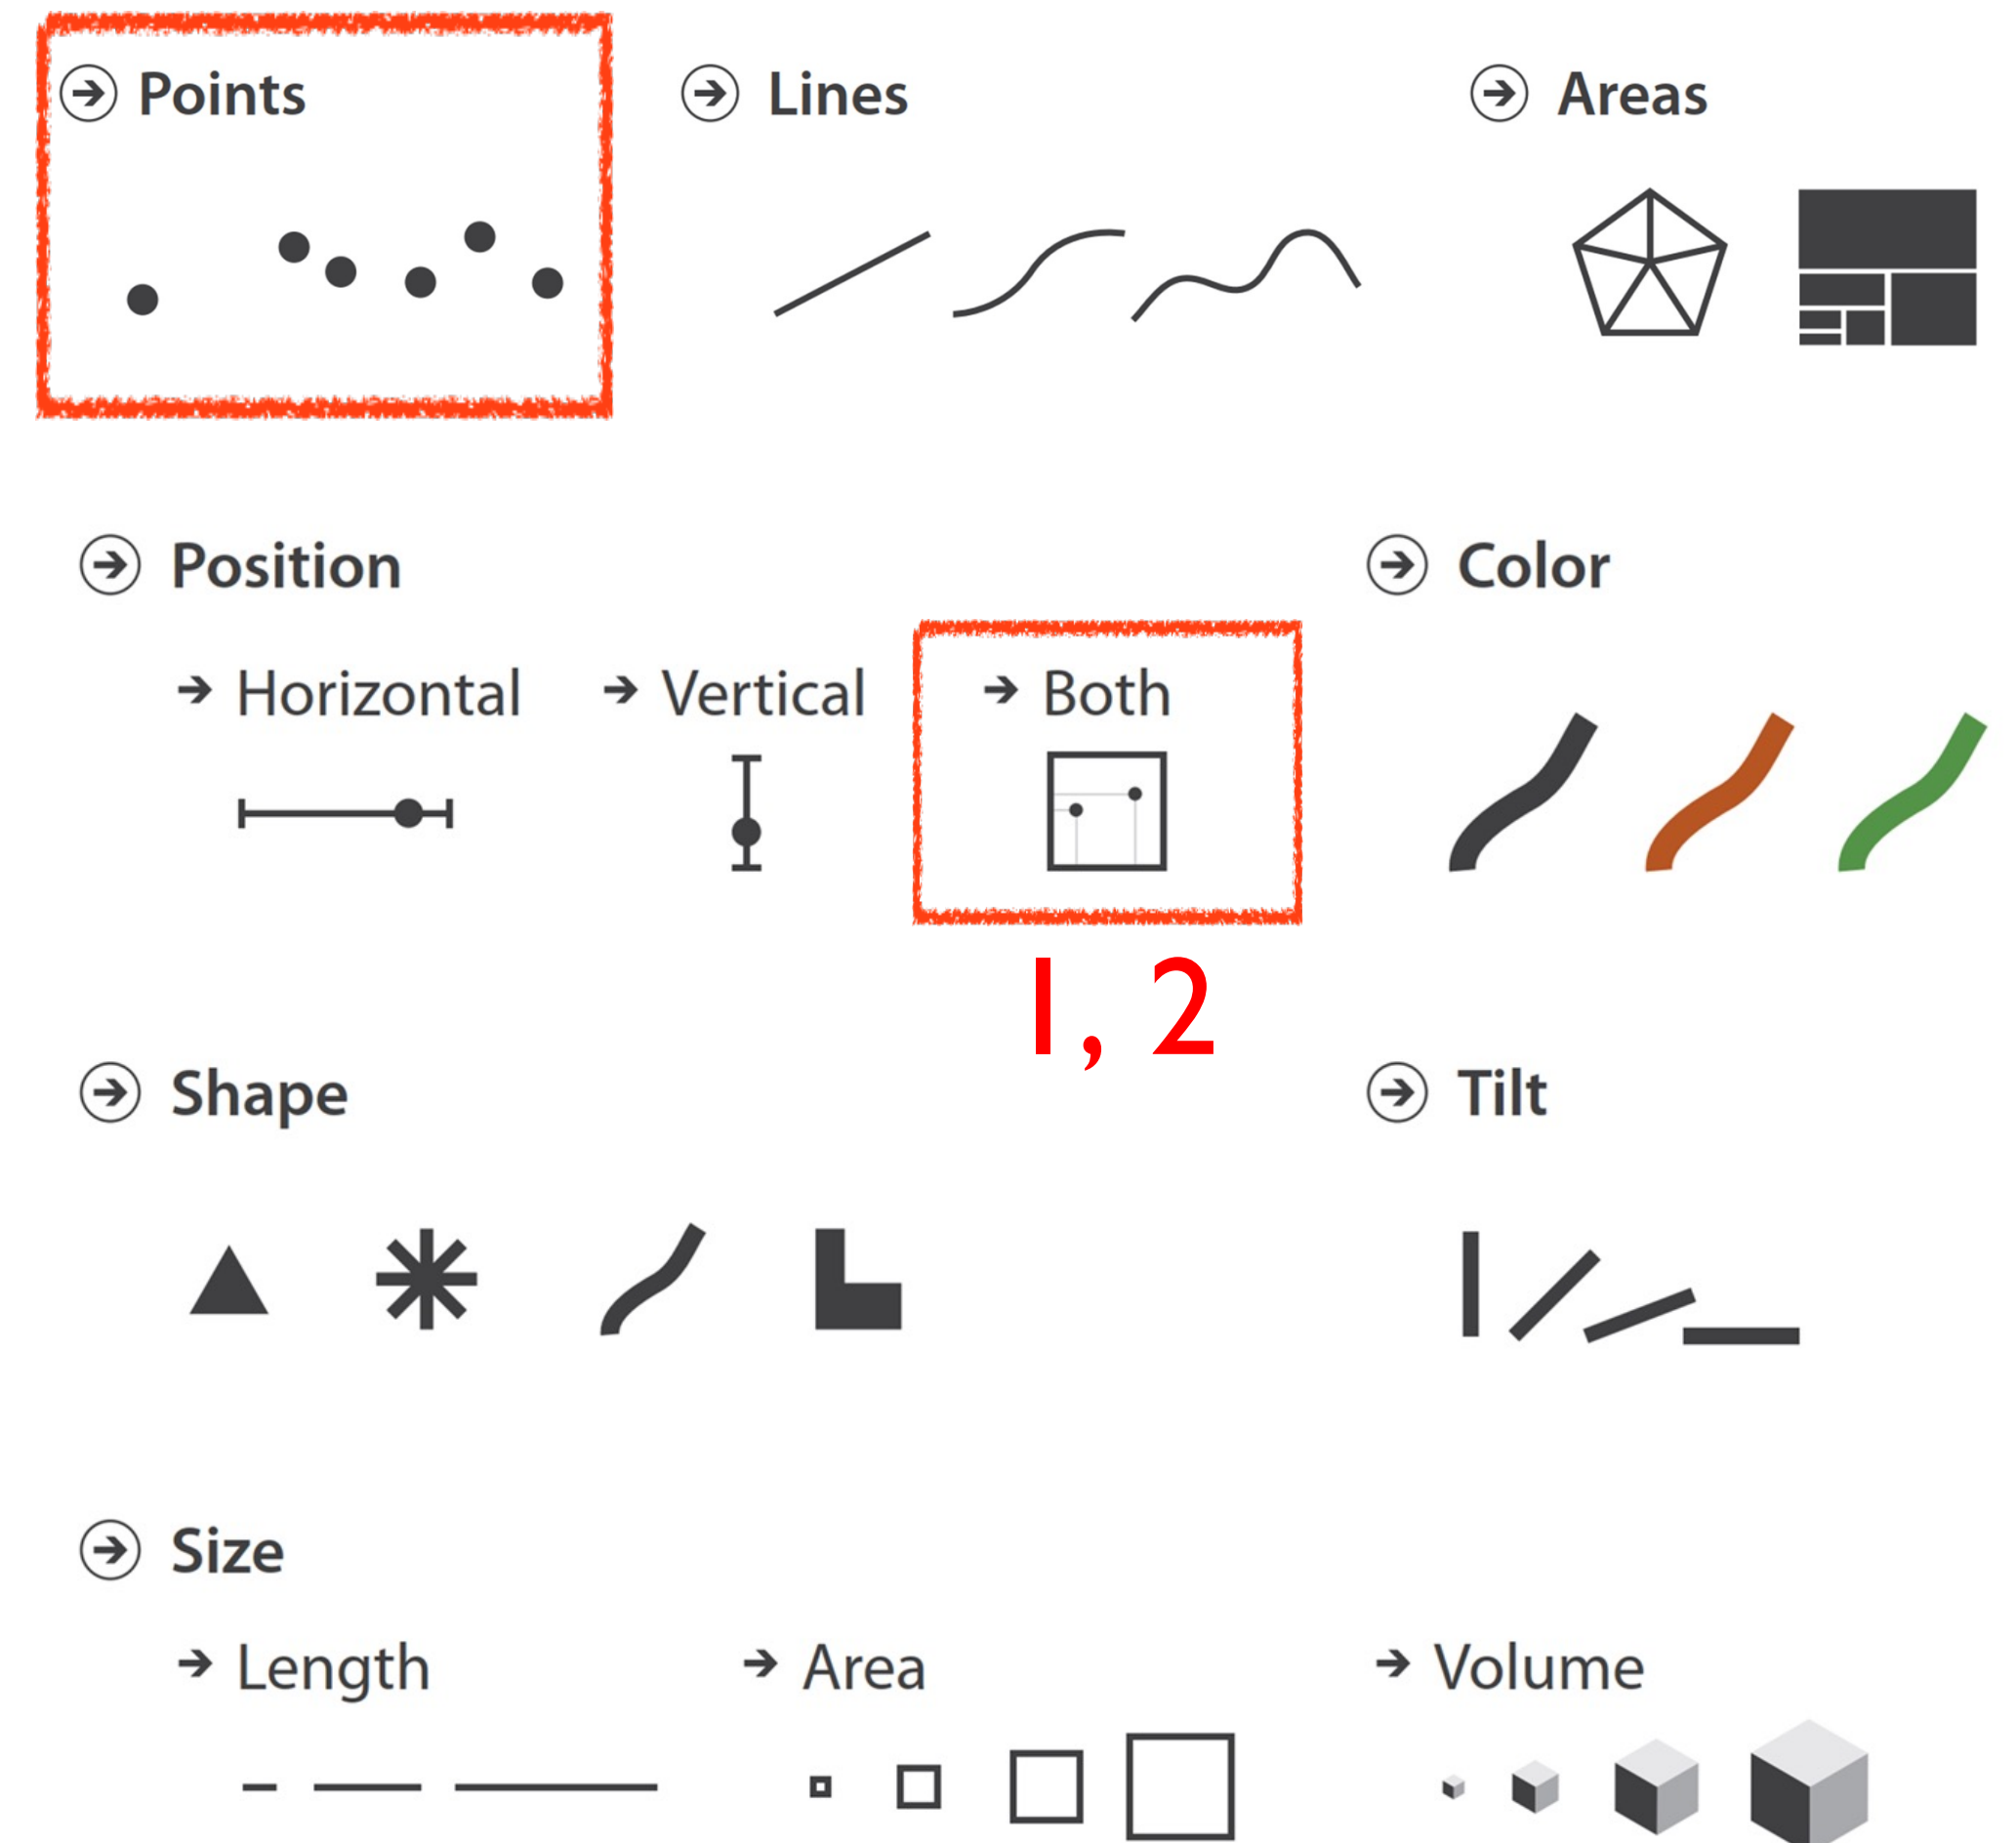 Points Lines Areas
Position Color
Horizontal Vertical Both
1, 2
Shape Tilt
Size
Length Area Volume